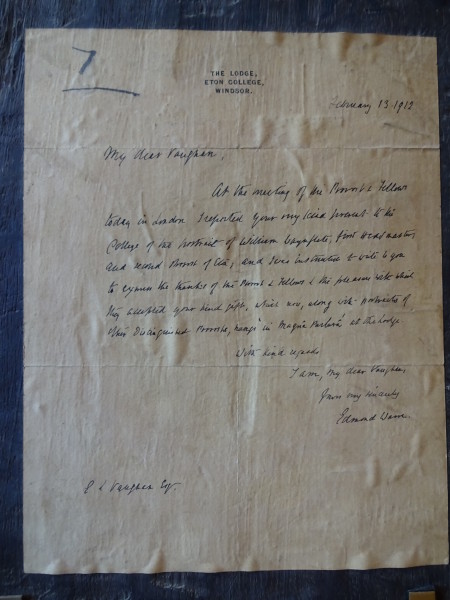 7
THE LODGE,
ETON COLLEGE,
WINDSOR.
February 13 1912
My dear Vaughan,
At the meeting of the Provost & Fellows
today in London I reported your very kind present to the
College of the portrait of William Waynflete, first Headmaster
and second Provost of Eton; and I was instructed to write to you
to express the thanks of the Provost & Fellows & the pleasure with which
they accepted your kind gift, which now, along with portraits of
other distinguished Provosts, hangs in Magna Parlura at the Lodge
With kind regards
I am, my dear Vaughan,
Yours very sincerely
Edmond Warre
E L Vaughan Esq.